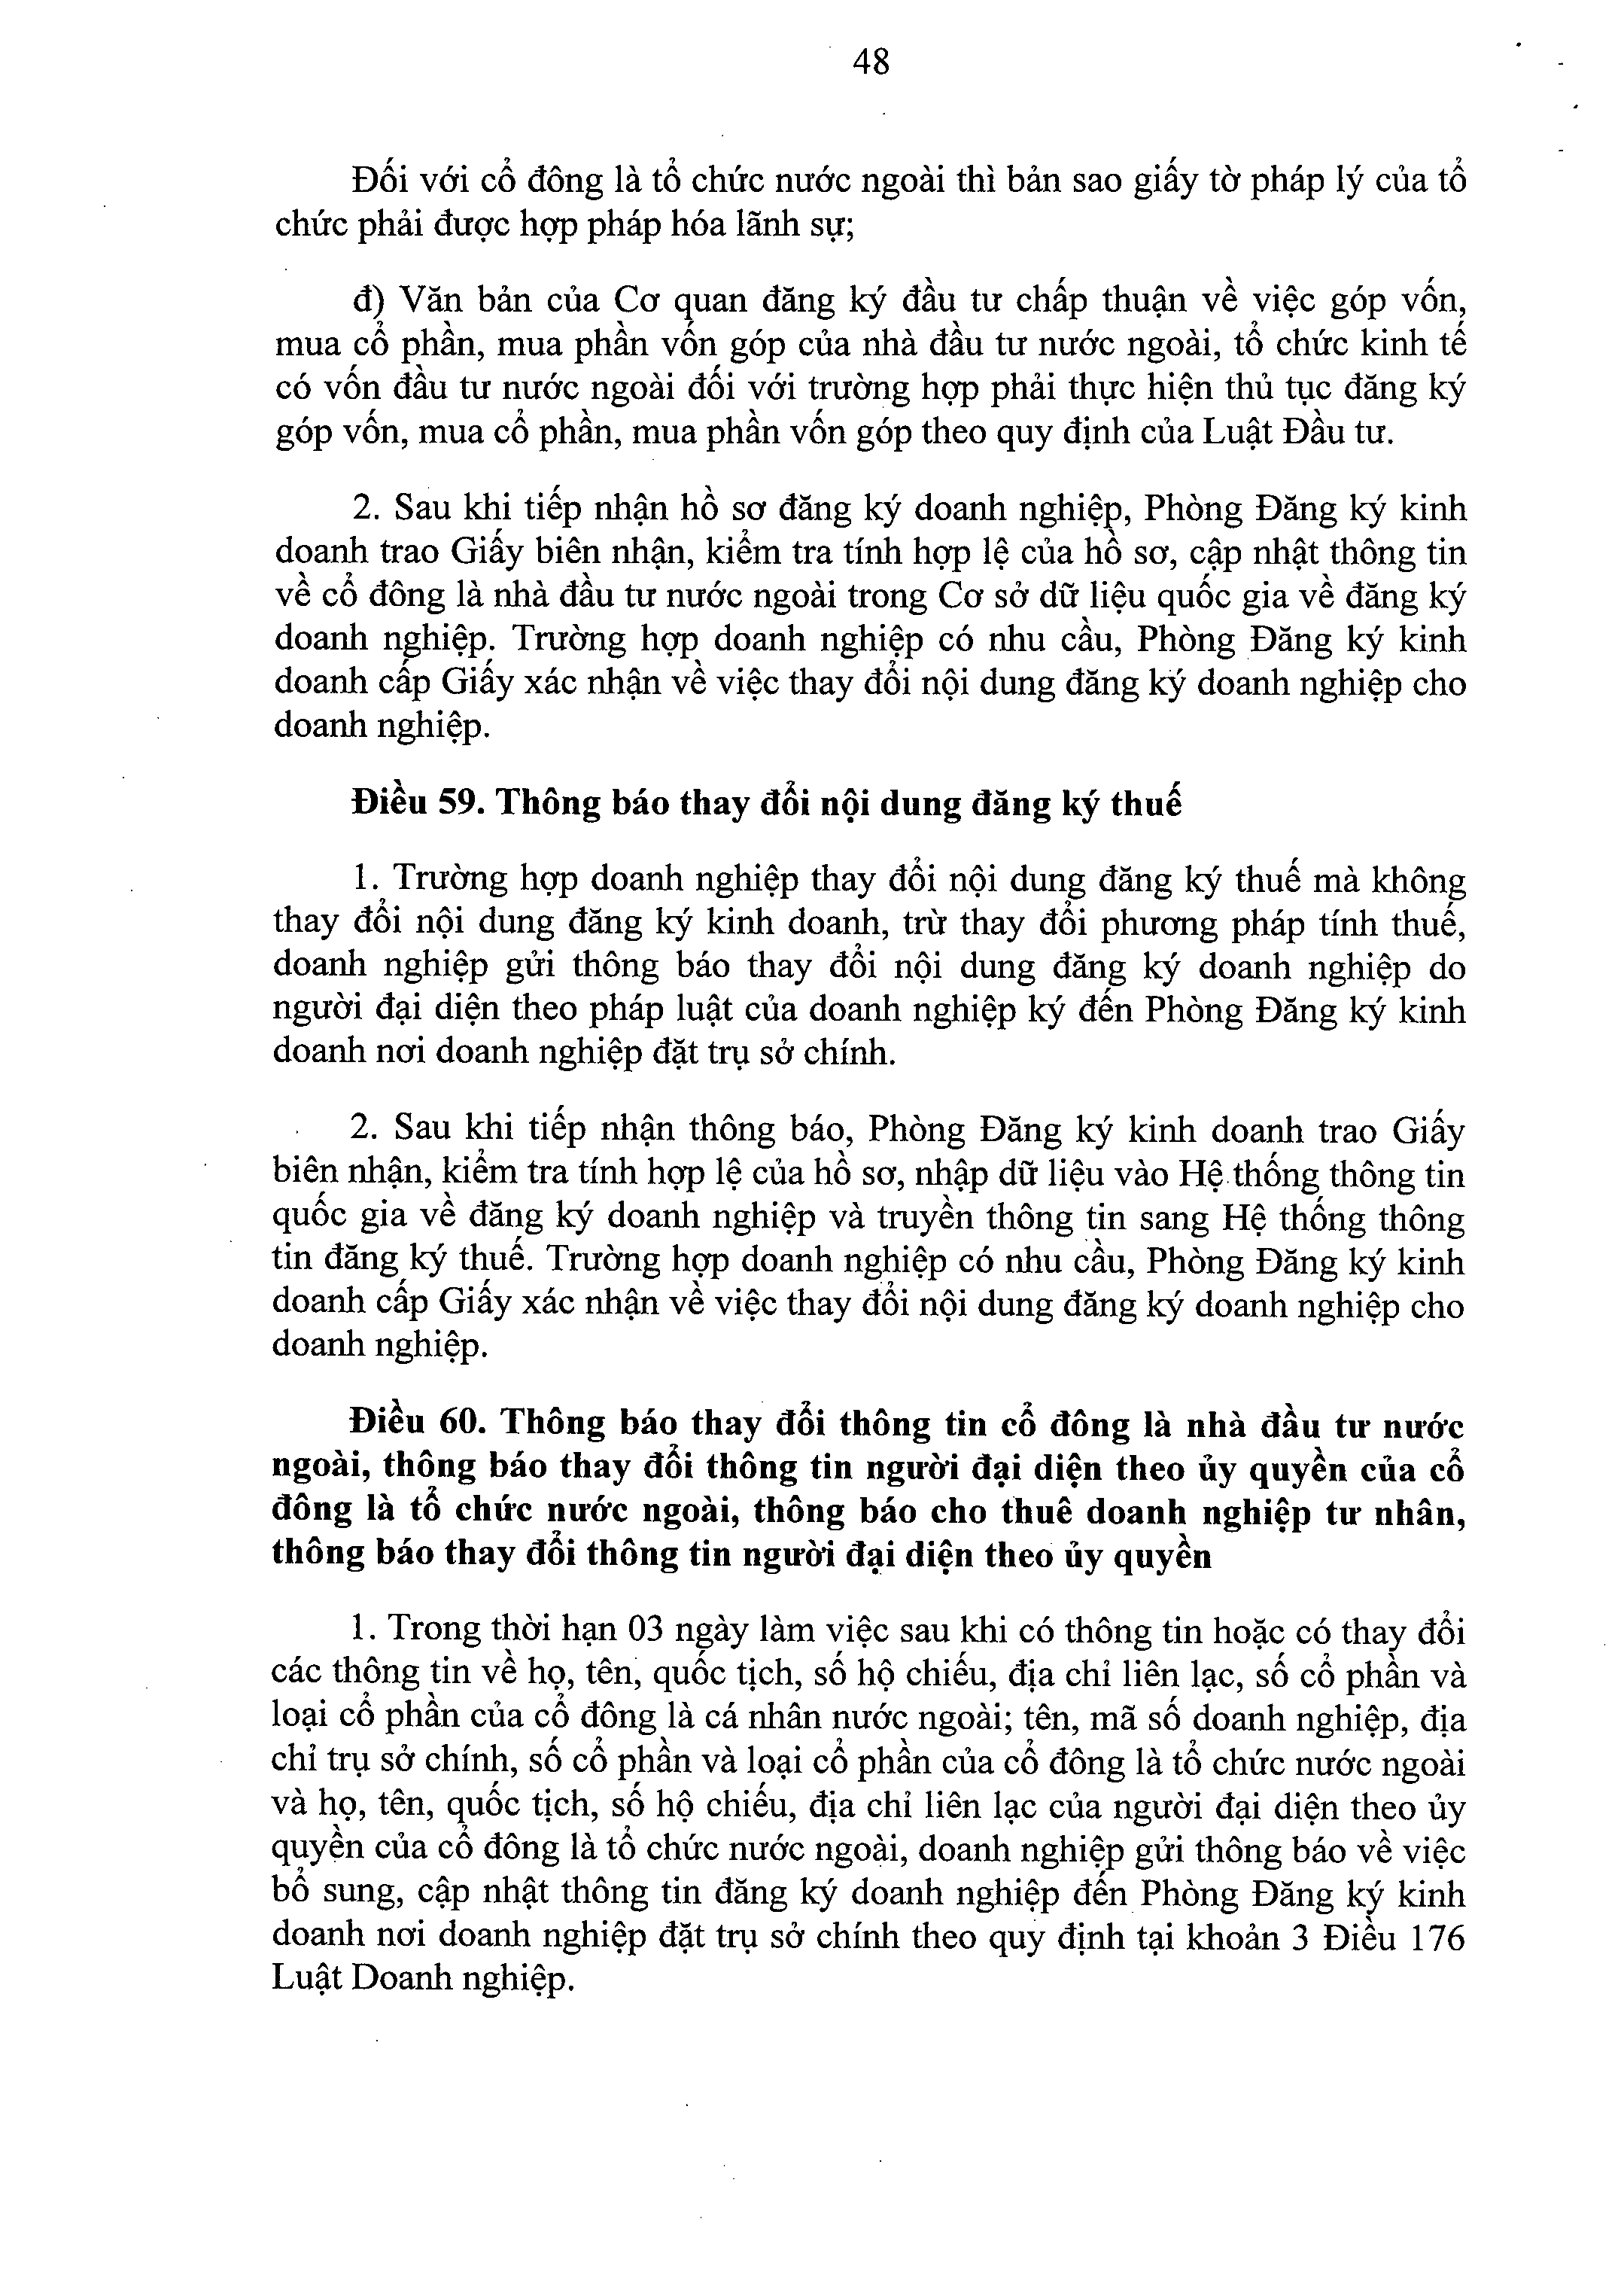 48
Đối với cổ đông là tổ chức nước ngoài thì bản sao giấy tờ pháp lý của tổ
chức phải được hợp pháp hóa lãnh sự;
đ) Văn bản của Cơ quan đăng ký đầu tư chấp thuận về việc góp vốn,
mua cổ phần, mua phần vốn góp của nhà đầu tư nước ngoài, tổ chức kinh tế
có vốn đầu tư nước ngoài đối với trường hợp phải thực hiện thủ tục đăng ký
góp vốn, mua cổ phần, mua phần vốn góp theo quy định của Luật Đầu tư.
2. Sau khi tiếp nhận hồ sơ đăng ký doanh nghiệp, Phòng Đăng ký kinh
doanh trao Giấy biên nhận, kiểm tra tính hợp lệ của hồ sơ, cập nhật thông tin
về cổ đông là nhà đầu tư nước ngoài trong Cơ sở dữ liệu quốc gia về đăng ký
doanh nghiệp. Trường hợp doanh nghiệp có nhu cầu, Phòng Đăng ký kinh
doanh cấp Giấy xác nhận về việc thay đổi nội dung đăng ký doanh nghiệp cho
doanh nghiệp.
Điều 59. Thông báo thay đổi nội dung đăng ký thuế
1. Trường hợp doanh nghiệp thay đổi nội dung đăng ký thuế mà không
thay đổi nội dung đăng ký kinh doanh, trừ thay đổi phương pháp tính thuế,
doanh nghiệp gửi thông báo thay đổi nội dung đăng ký doanh nghiệp do
người đại diện theo pháp luật của doanh nghiệp ký đến Phòng Đăng ký kinh
doanh nơi doanh nghiệp đặt trụ sở chính.
2. Sau khi tiếp nhận thông báo, Phòng Đăng ký kinh doanh trao Giấy
biên nhận, kiểm tra tính hợp lệ của hồ sơ, nhập dữ liệu vào Hệ thống thông tin
quốc gia về đăng ký doanh nghiệp và truyền thông tin sang Hệ thống thông
tin đăng ký thuế. Trường hợp doanh nghiệp có nhu cầu, Phòng Đăng ký kinh
doanh cấp Giấy xác nhận về việc thay đổi nội dung đăng ký doanh nghiệp cho
doanh nghiệp.
Điều 60. Thông báo thay đổi thông tin cổ đông là nhà đầu tư nước
ngoài, thông báo thay đổi thông tin người đại diện theo ủy quyền của cổ
đông là tổ chức nước ngoài, thông báo cho thuê doanh nghiệp tư nhân,
thông báo thay đổi thông tin người đại diện theo ủy quyền
1. Trong thời hạn 03 ngày làm việc sau khi có thông tin hoặc có thay đổi
các thông tin về họ, tên, quốc tịch, số hộ chiếu, địa chỉ liên lạc, số cổ phần và
loại cổ phần của cổ đông là cá nhân nước ngoài; tên, mã số doanh nghiệp, địa
chỉ trụ sở chính, số cổ phần và loại cổ phần của cổ đông là tổ chức nước ngoài
và họ, tên, quốc tịch, số hộ chiếu, địa chỉ liên lạc của người đại diện theo ủy
quyền của cổ đông là tổ chức nước ngoài, doanh nghiệp gửi thông báo về việc
bổ sung, cập nhật thông tin đăng ký doanh nghiệp đến Phòng Đăng ký kinh
doanh nơi doanh nghiệp đặt trụ sở chính theo quy định tại khoản 3 Điều 176
Luật Doanh nghiệp.